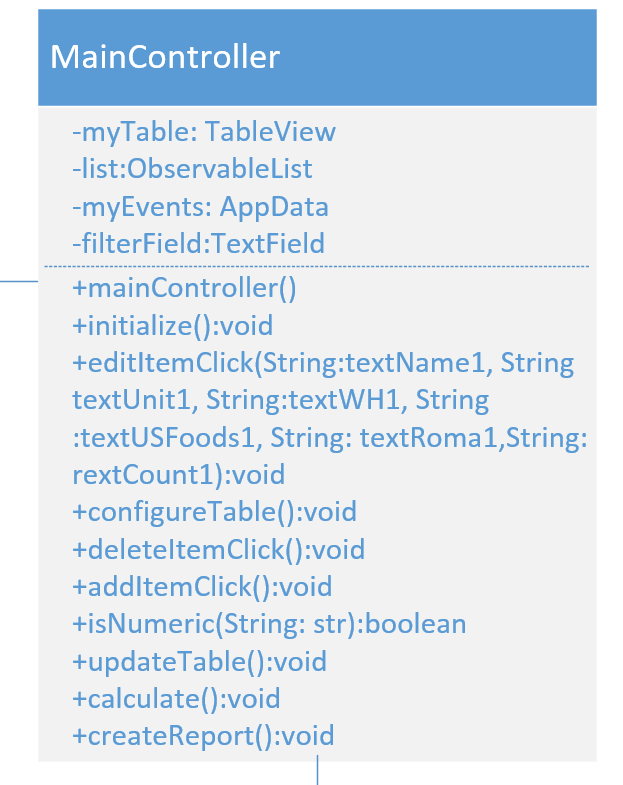 MainController
-myTable: TableView
-list:ObservableList
-myEvents: AppData
-filterField:TextField
+mainController()
+initialize():void
+editItemClick(String:textName1, String
textUnit1, String:textWH1, String
:textUSFoods1, String: textRoma1,String:
rextCount1):void
+configureTable():void
+deleteItemClick():void
+addItemClick():void
+isNumeric(String: str):boolean
+updateTable():void
+calculate():void
+createReport():void